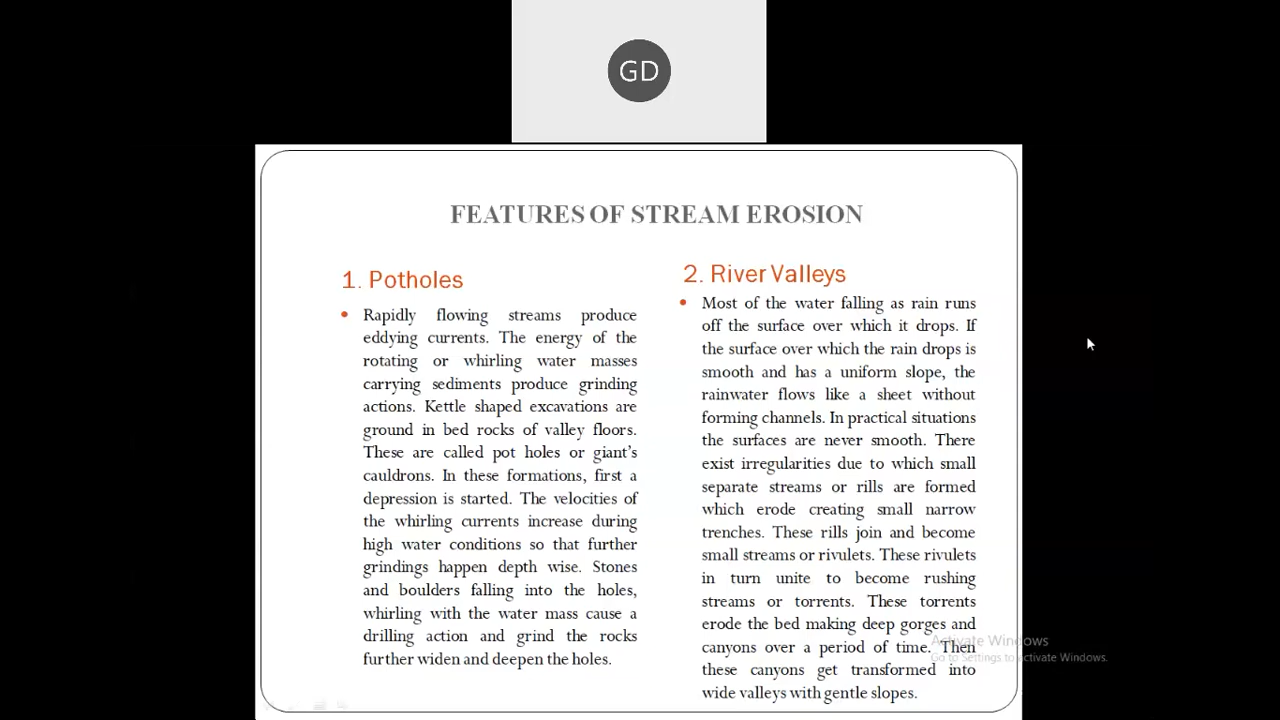 GD
FEATURES OF STREAM EROSION
1. Potholes
• Rapidly flowing streams produce
eddying currents. The energy of the
rotating or whirling water masses
carrying sediments produce grinding
actions. Kettle shaped excavations are
ground in bed rocks of valley floors.
These are called pot holes or giant's
cauldrons. In these formations, first a
depression is started. The velocities of
the whirling currents increase during
high water conditions so that further
grindings happen depth wise. Stones
and boulders falling into the holes,
whirling with the water mass cause a
drilling action and grind the rocks
further widen and deepen the holes.
2. River Valleys
• Most of the water falling as rain runs
off the surface over which it drops. If
the surface over which the rain drops is
smooth and has a uniform slope, the
rainwater flows like a sheet without
forming channels. In practical situations
the surfaces are never smooth. There
exist irregularities due to which small
separate streams or rills are formed
which erode creating small narrow
trenches. These rills join and become
small streams or rivulets. These rivulets
in turn unite to become rushing
streams or torrents. These torrents
erode the bed making deep gorges and
canyons over a period of time. Then
these canyons get transformed into
wide valleys with gentle slopes.
Activate Windows
Go to Settings to activate Windows.